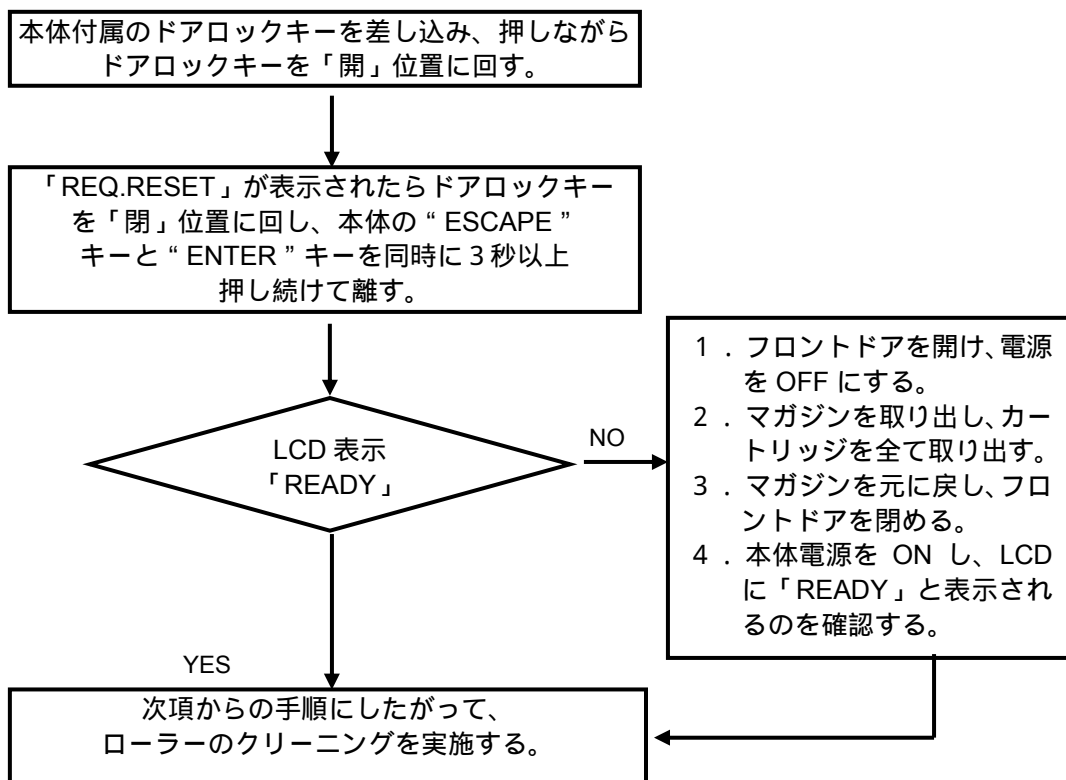 本体付属のドアロックキーを差し込み、押しながら
ドアロックキーを「開」位置に回す。
「REQ.RESET」が表示されたらドアロックキー
を「閉」位置に回し、本体の“ ESCAPE ”
キーと“ ENTER ”キーを同時に３秒以上
押し続けて離す。
LCD 表示
「READY」
NO
１．フロントドアを開け、電源
を OFF にする。
２．マガジンを取り出し、カー
トリッジを全て取り出す。
３．マガジンを元に戻し、フロ
ントドアを閉める。
４．本体電源を ON し、LCD
に「READY」と表示され
るのを確認する。
YES
次項からの手順にしたがって、
ローラーのクリーニングを実施する。